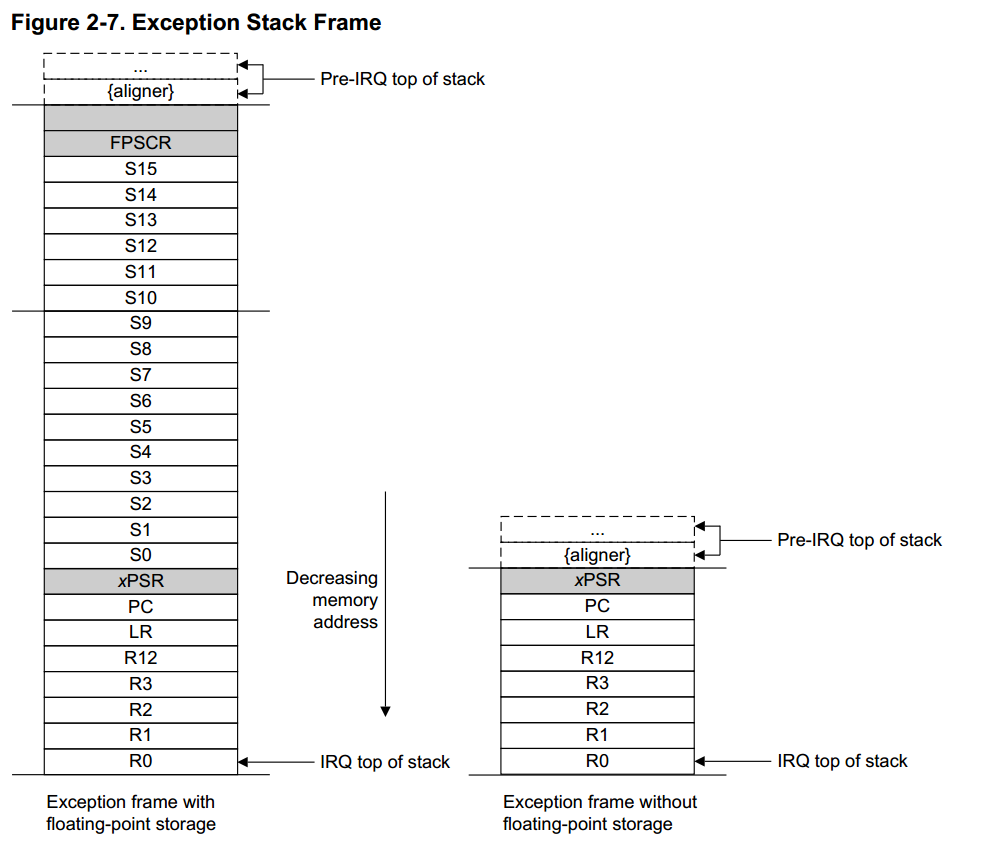 Figure 2-7. Exception Stack Frame
...
{aligner}
Pre-IRQ top of stack
FPSCR
S15
S14
S13
S12
S11
S10
S9
S8
S7
S6
S5
S4
S3
S2
S1
S0
xPSR
PC
LR
R12
R3
R2
R1
R0
IRQ top of stack
Exception frame with
floating-point storage
Decreasing
memory
address
...
{aligner}
Pre-IRQ top of stack
xPSR
PC
LR
R12
R3
R2
R1
R0
IRQ top of stack
Exception frame without
floating-point storage